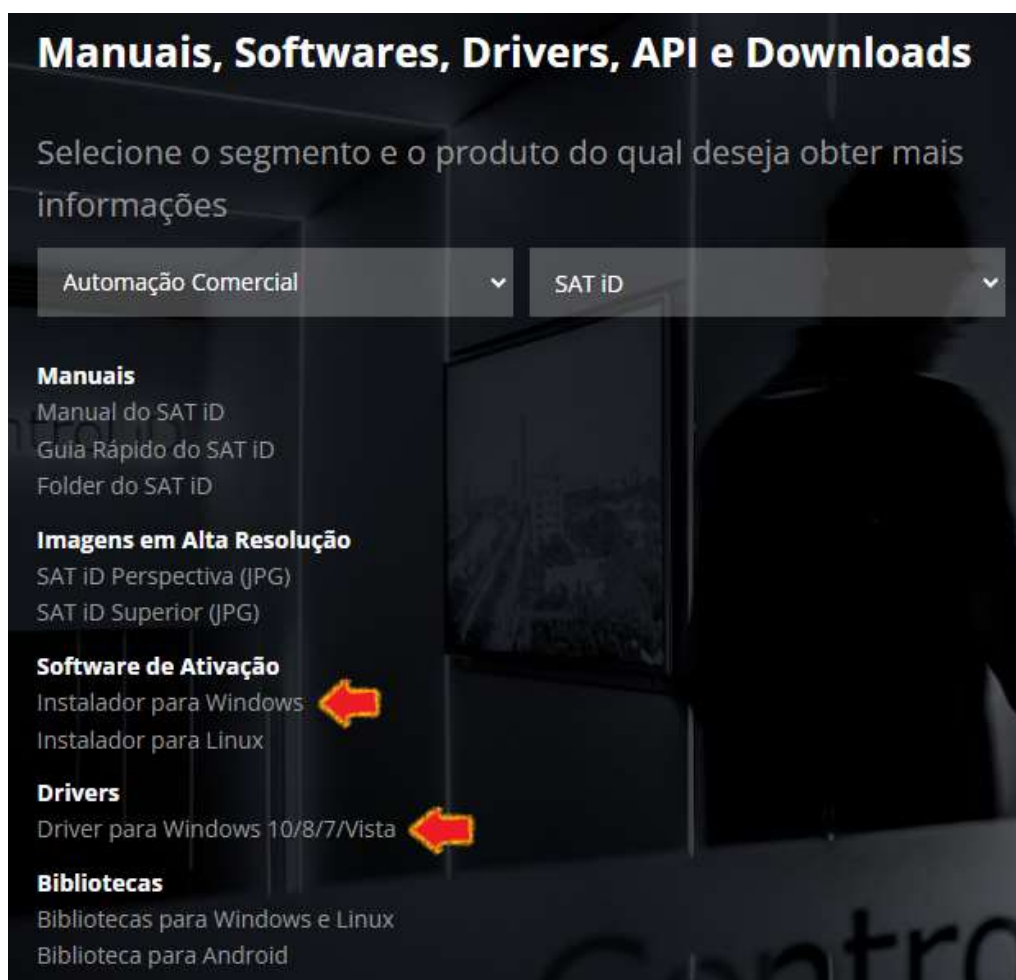 Manuais, Softwares, Drivers, API e Downloads
Selecione o segmento e o produto do qual deseja obter mais
informações
Automação Comercial
SAT iD
Manuais
Manual do SAT iD
Guia Rápido do SAT iD
Folder do SAT iD
Imagens em Alta Resolução
SAT iD Perspectiva (JPG)
SAT iD Superior (JPG)
Software de Ativação
Instalador para Windows
Instalador para Linux
Drivers
Driver para Windows 10/8/7/Vista
Bibliotecas
Bibliotecas para Windows e Linux
Biblioteca para Android